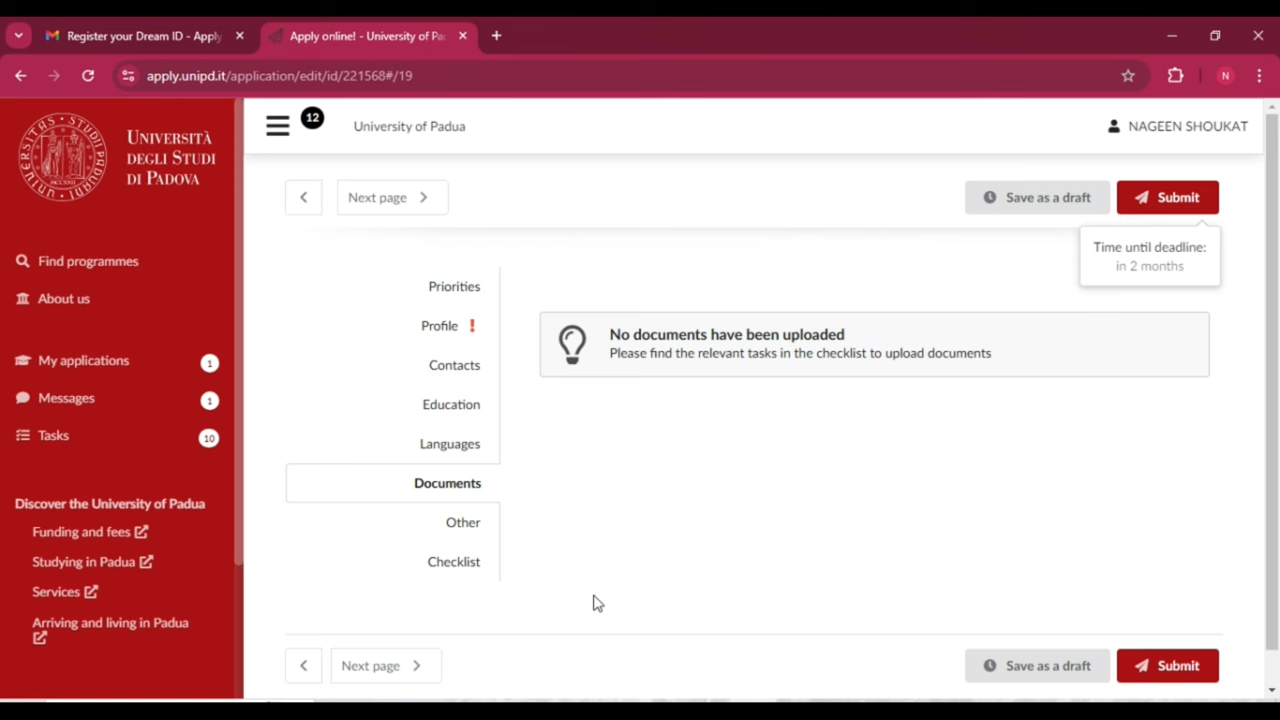 Register your Dream ID - Apply
Apply online! - University of Pa
apply.unipd.it/application/edit/id/221568#/19
N
UNIVERSITÀ
DEGLI STUDI
DI PADOVA
12
University of Padua
NAGEEN SHOUKAT
Next page
Save as a draft
Submit
Time until deadline:
in 2 months
Find programmes
About us
My applications
1
Messages
1
Tasks
10
Discover the University of Padua
Funding and fees
Studying in Padua
Services
Arriving and living in Padua
Priorities
Profile !
Contacts
Education
Languages
Documents
Other
Checklist
No documents have been uploaded
Please find the relevant tasks in the checklist to upload documents
Next page
Save as a draft
Submit